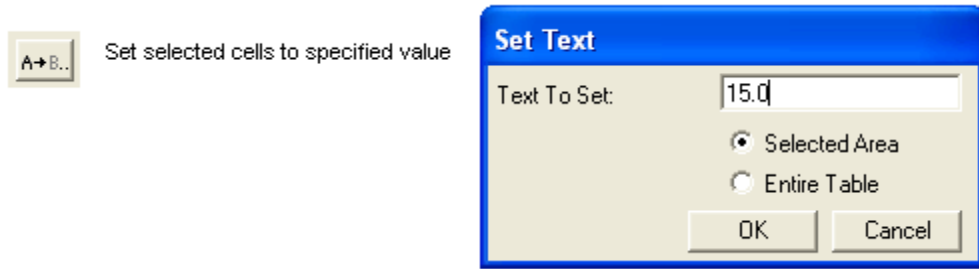 A→B..
Set selected cells to specified value
Set Text
Text To Set:
15.0
Selected Area
Entire Table
OK
Cancel